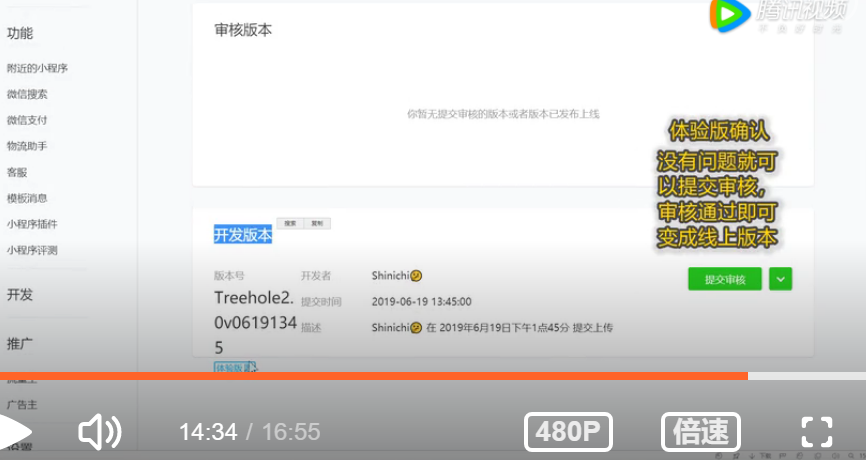 功能
附近的小程序
微信搜索
微信支付
物流助手
客服
模板消息
小程序插件
小程序评测
开发
推广
流量主
广告主
设置
腾讯视频
审核版本
你暂无提交审核的版本或者版本已发布上线
体验版确认
没有问题就可
以提交审核,
审核通过即可
变成线上版本
搜索 复制
开发版本
版本号
Treehole2.
0v0619134
5
体验版
开发者 Shinichi🤣
提交时间 2019-06-19 13:45:00
描述 Shinichi🤣 在 2019年6月19日下午1点45分 提交上传
提交审核
14:34 / 16:55
480P
倍速